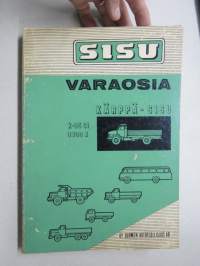 SISU
VARAOSIA
KÄRPPÄ-SISU
OY SUOMEN AUTOTEOLLISUUS AB